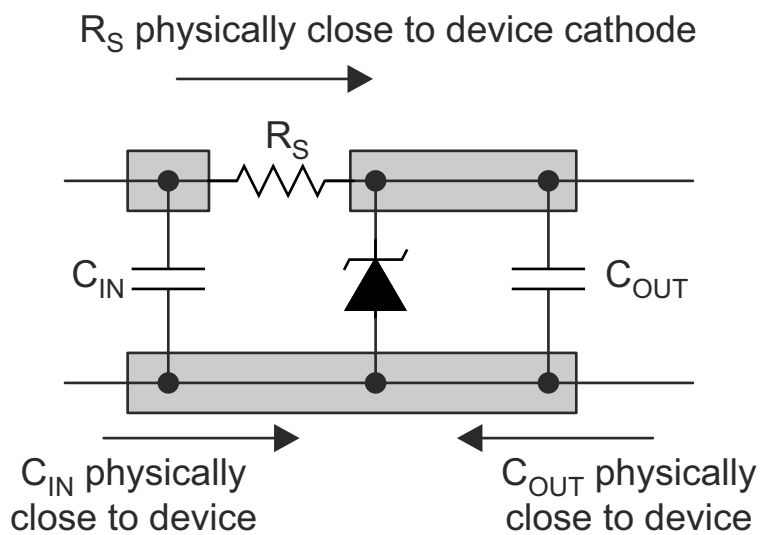 R_S physically close to device cathode
R_S
C_IN
C_OUT
C_IN physically
close to device
C_OUT physically
close to device